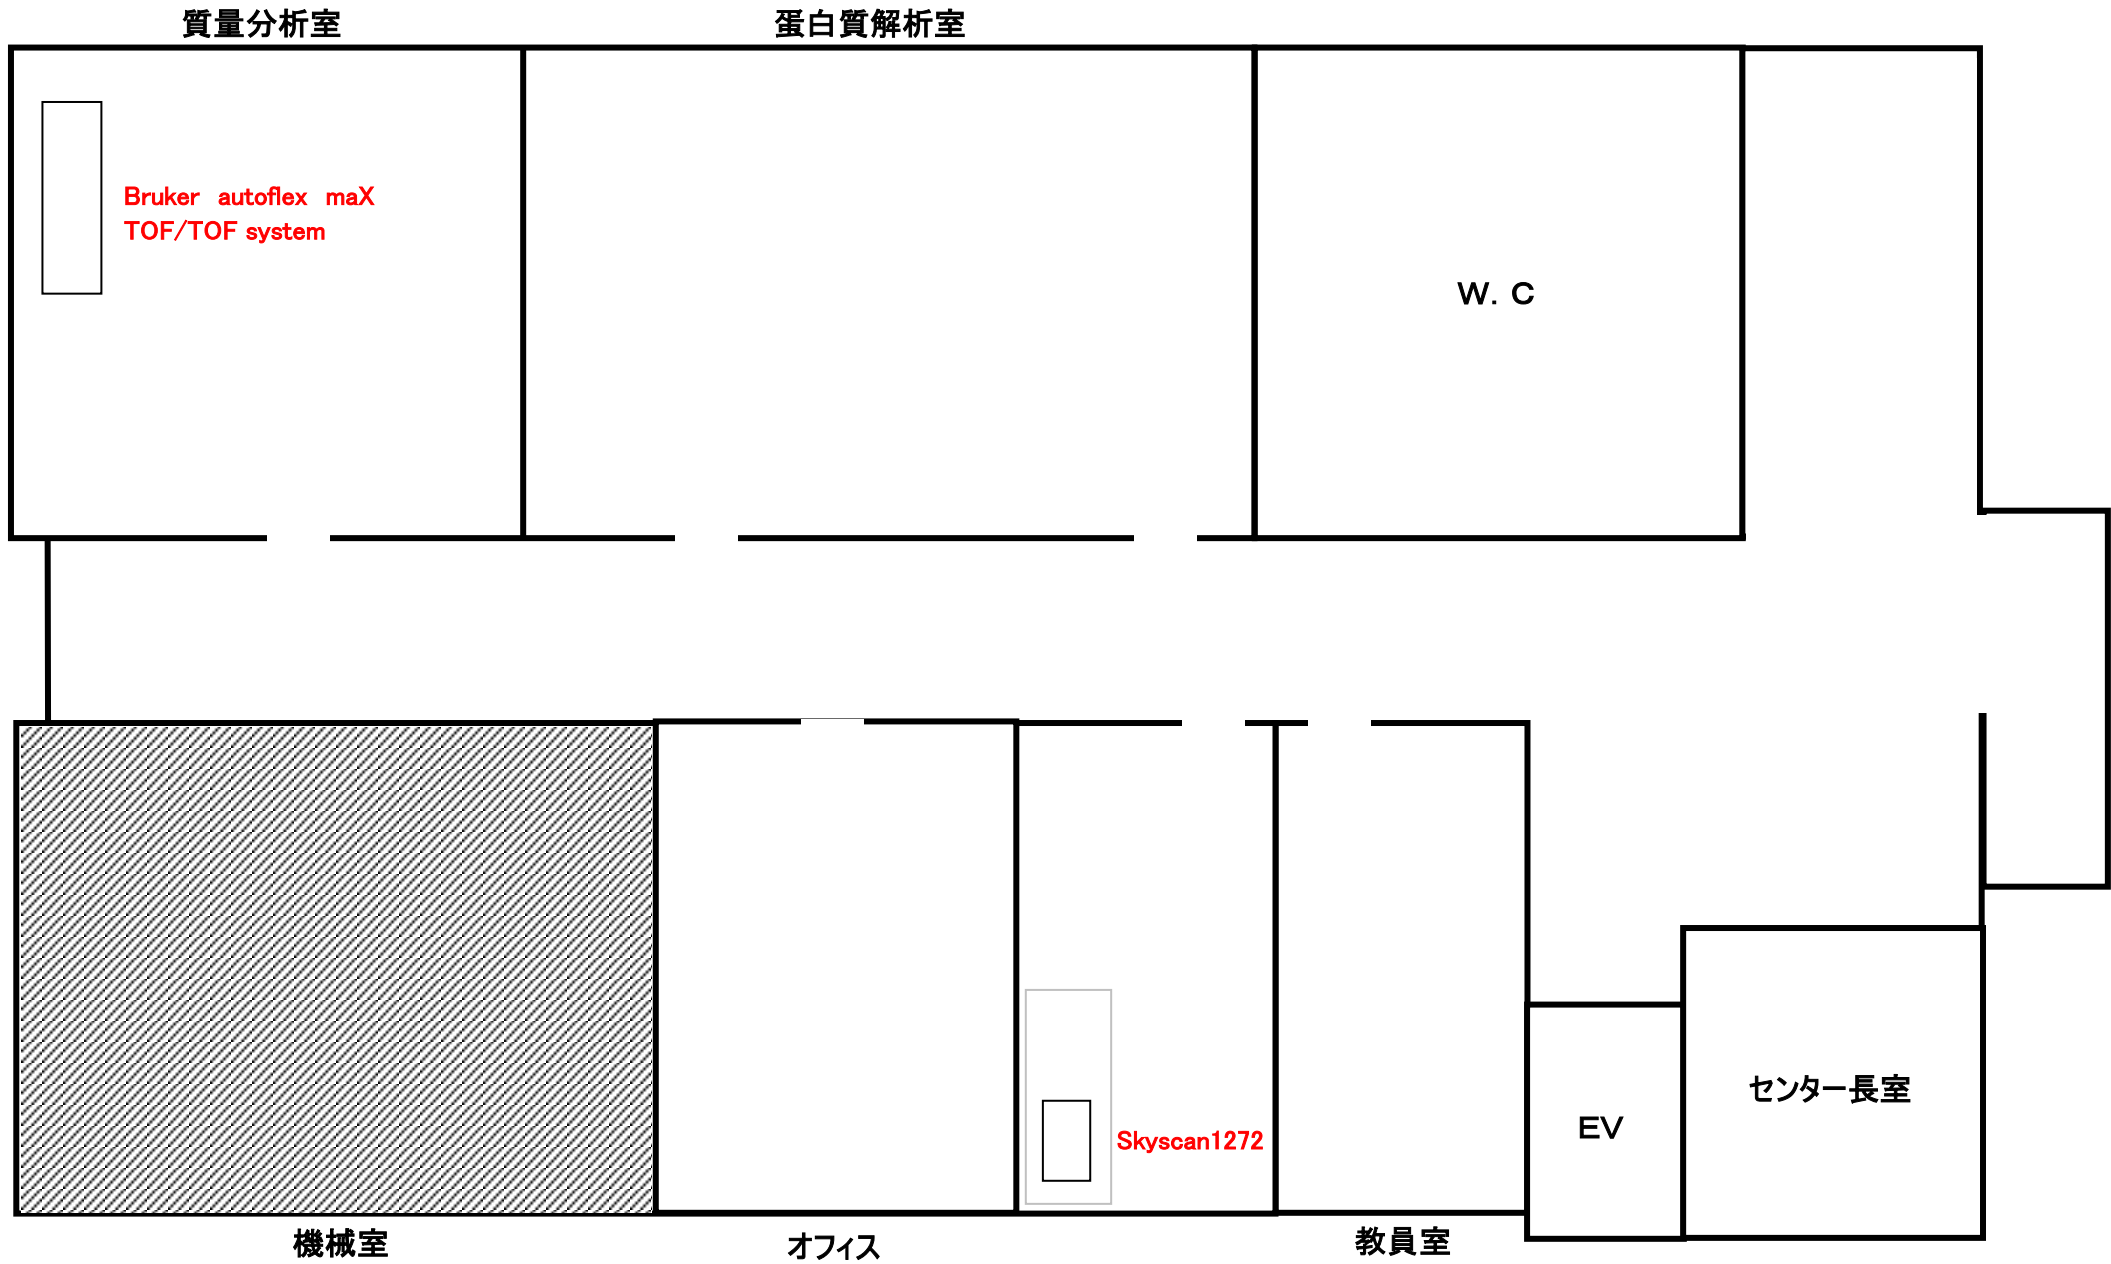 質量分析室
蛋白質解析室
Bruker autoflex maX
TOF/TOF system
W. C
Skyscan1272
EV
センター長室
機械室
オフィス
教員室